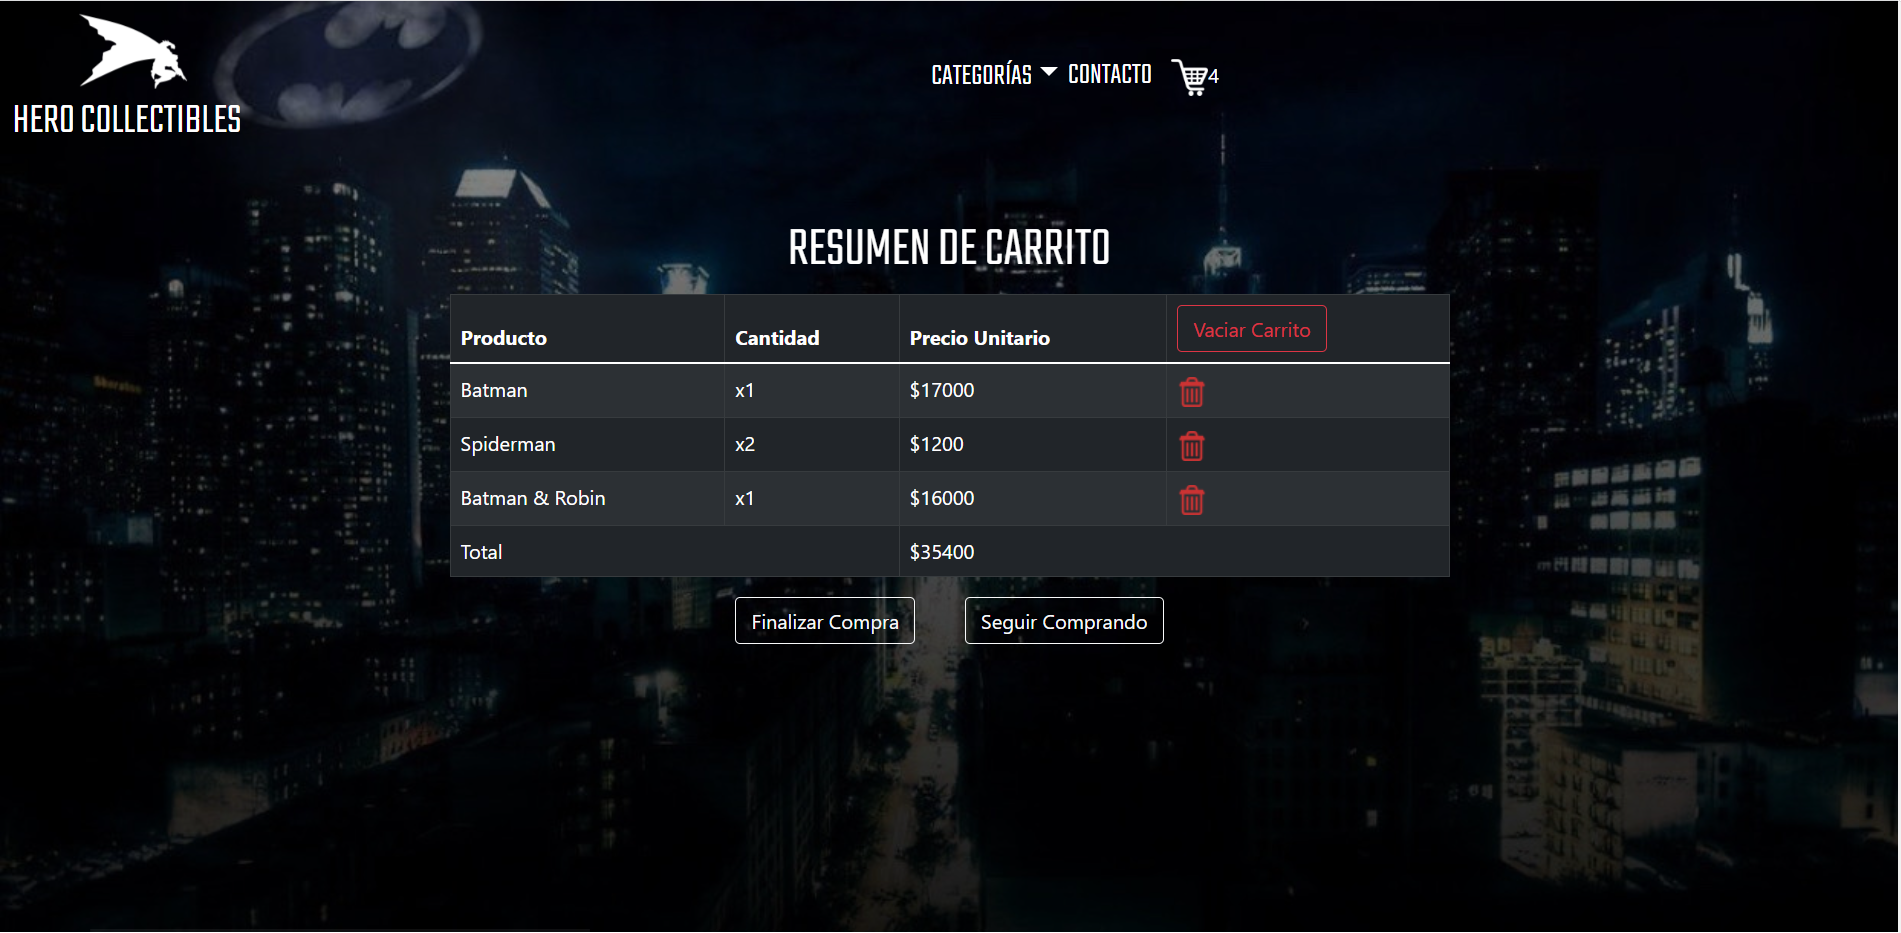 HERO COLLECTIBLES
CATEGORÍAS CONTACTO 4
RESUMEN DE CARRITO
Producto Cantidad Precio Unitario Vaciar Carrito
Batman x1 $17000
Spiderman x2 $1200
Batman & Robin x1 $16000
Total $35400
Finalizar Compra Seguir Comprando